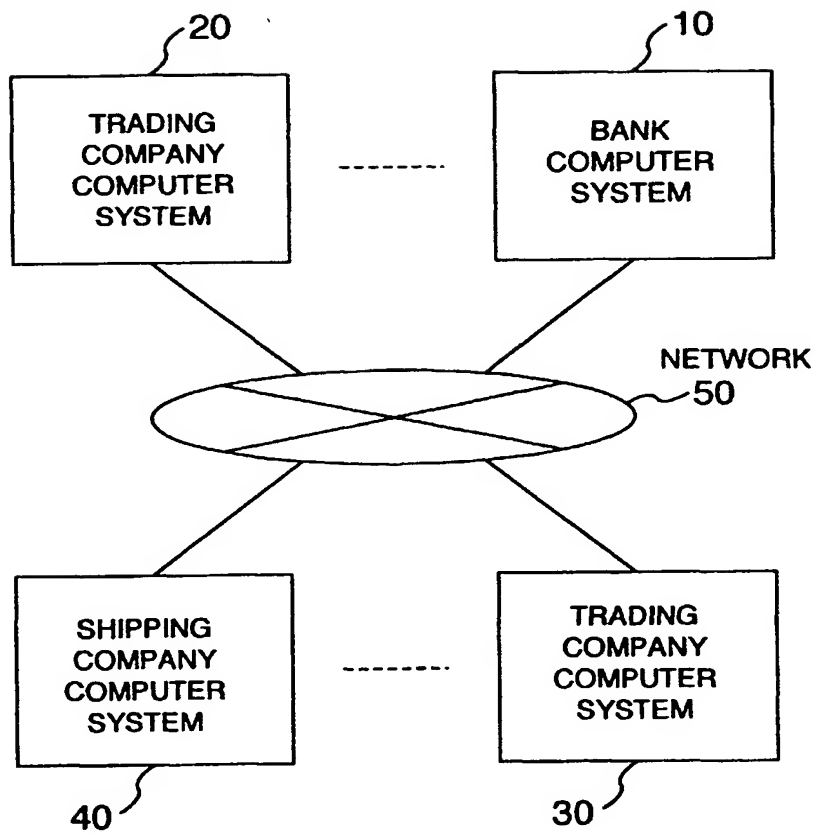 20
10
TRADING
COMPANY
COMPUTER
SYSTEM
BANK
COMPUTER
SYSTEM
NETWORK
50
SHIPPING
COMPANY
COMPUTER
SYSTEM
TRADING
COMPANY
COMPUTER
SYSTEM
40
30